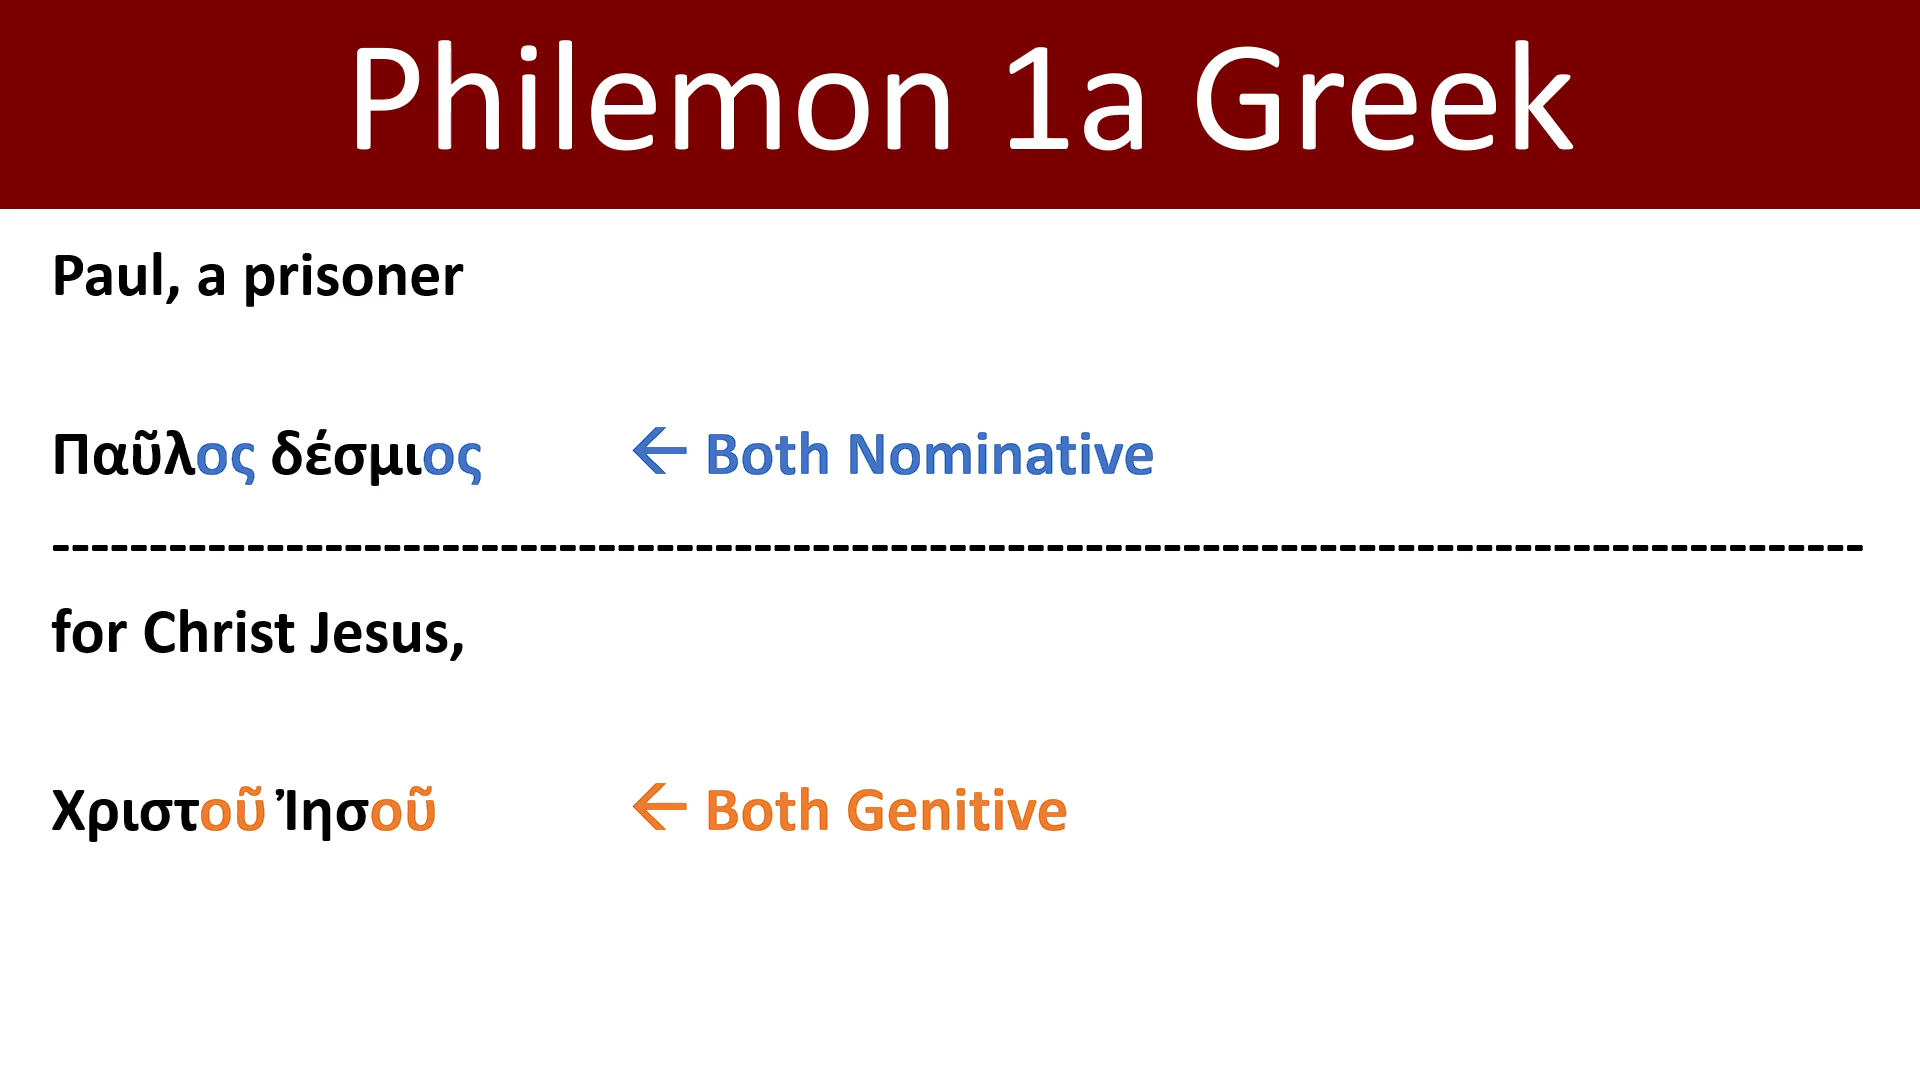 Philemon 1a Greek
Paul, a prisoner
Παῦλος δέσμιος ← Both Nominative
---------------------------------------------------------------------------------------------
for Christ Jesus,
Χριστοῦ Ἰησοῦ ← Both Genitive